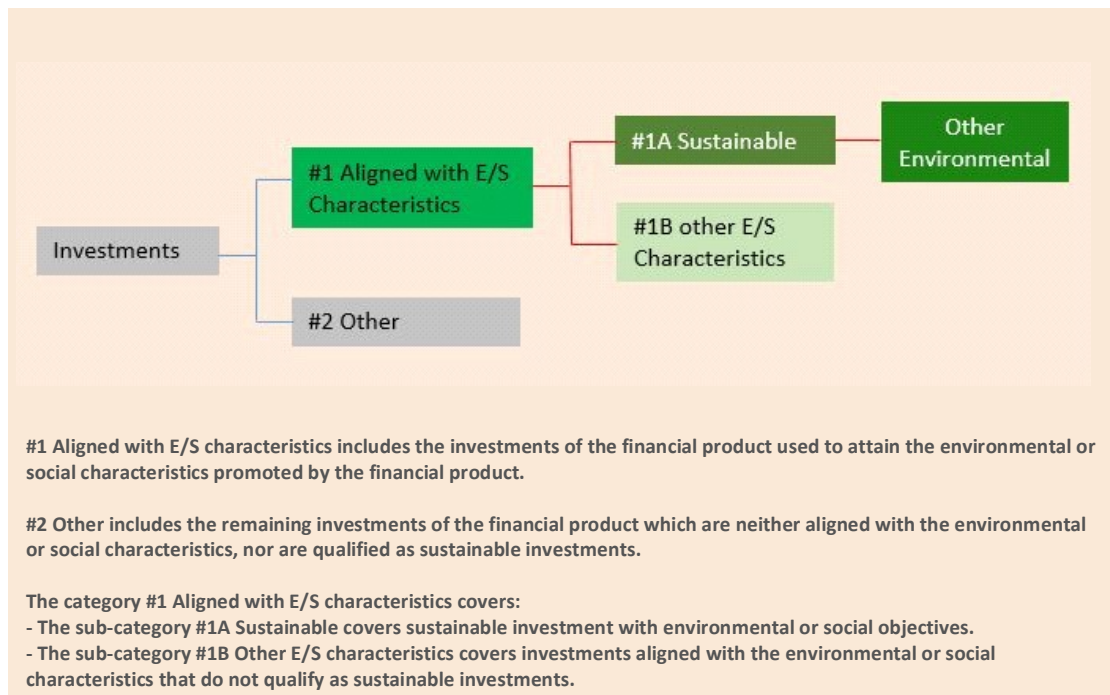 #1 Aligned with E/S
Characteristics
#1A Sustainable
Other
Environmental
Investments
#1B other E/S
Characteristics
#2 Other
#1 Aligned with E/S characteristics includes the investments of the financial product used to attain the environmental or
social characteristics promoted by the financial product.
#2 Other includes the remaining investments of the financial product which are neither aligned with the environmental
or social characteristics, nor are qualified as sustainable investments.
The category #1 Aligned with E/S characteristics covers:
- The sub-category #1A Sustainable covers sustainable investment with environmental or social objectives.
- The sub-category #1B Other E/S characteristics covers investments aligned with the environmental or social
characteristics that do not qualify as sustainable investments.